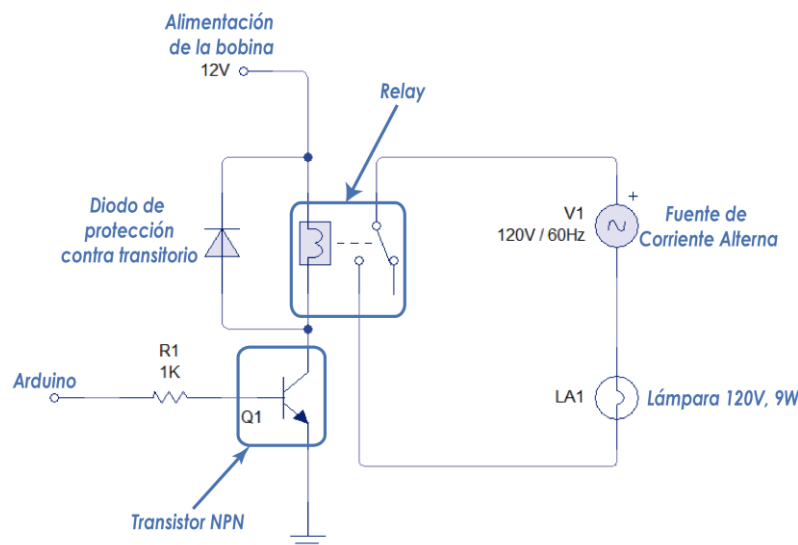 Alimentación
de la bobina
12V
Relay
Diodo de
protección
contra transitorio
V1
120V / 60Hz
+
Fuente de
Corriente Alterna
R1
1K
Arduino
Q1
LA1
Lámpara 120V, 9W
Transistor NPN